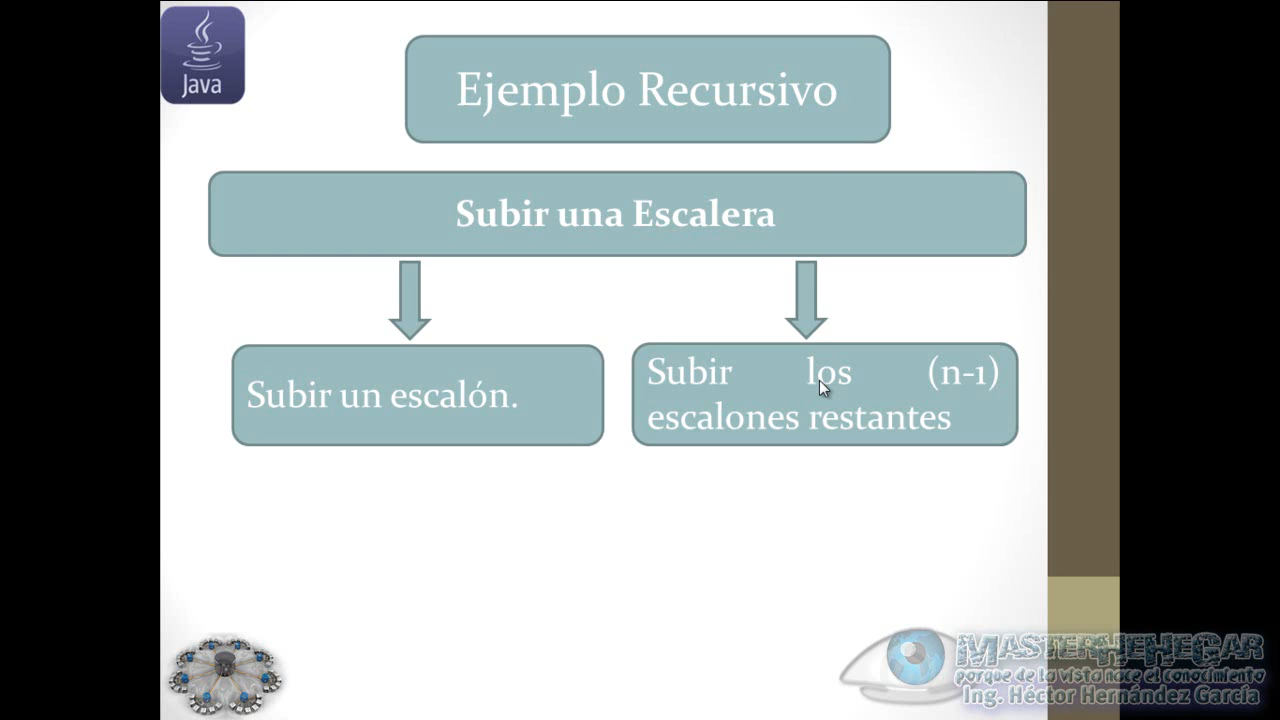 Java
Ejemplo Recursivo
Subir una Escalera
Subir un escalón.
Subir los (n-1)
escalones restantes
MASTERHEHEGAR
porque de la vista nace el conocimiento
Ing. Héctor Hernández García